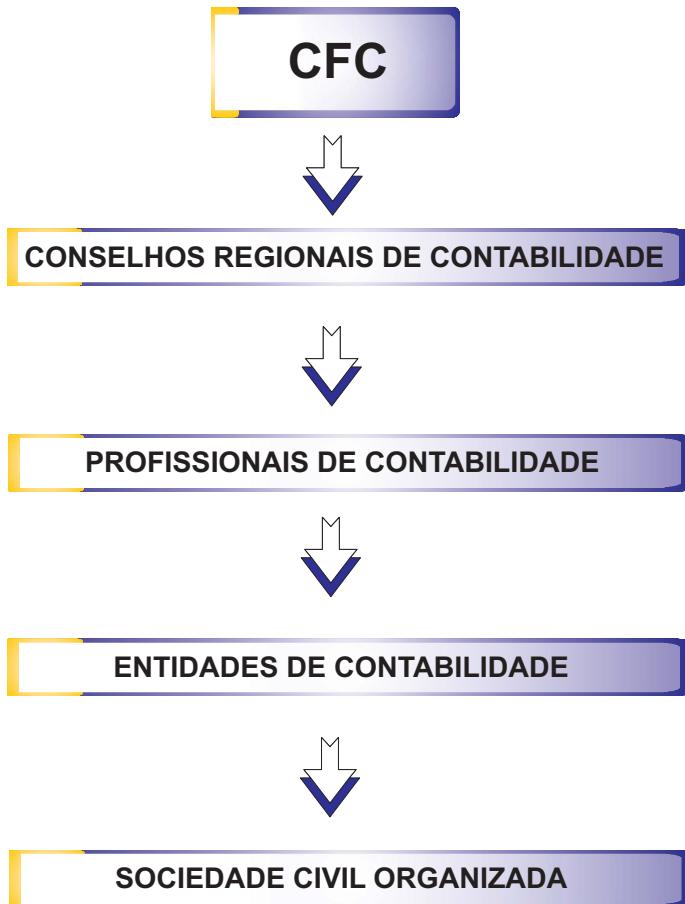 CFC
CONSELHOS REGIONAIS DE CONTABILIDADE
PROFISSIONAIS DE CONTABILIDADE
ENTIDADES DE CONTABILIDADE
SOCIEDADE CIVIL ORGANIZADA